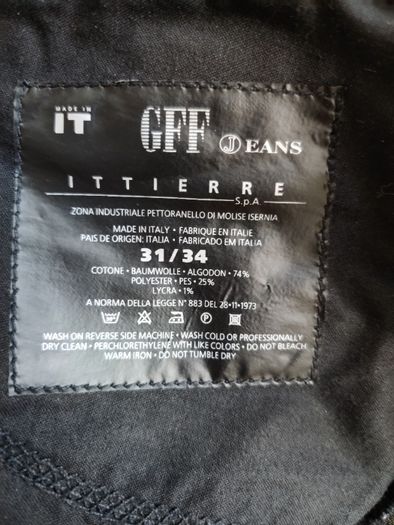 MADE IN
IT GFF JEANS
ITTIERRE
S.p.A.
ZONA INDUSTRIALE PETTORANELLO DI MOLISE ISERNIA
MADE IN ITALY • FABRIQUE EN ITALIE
PAIS DE ORIGEN: ITALIA • FABRICADO EM ITALIA
31/34
COTONE • BAUMWOLLE • ALGODON • 74%
POLYESTER • PES • 25%
LYCRA • 1%
A NORMA DELLA LEGGE N° 883 DEL 28•11•1973
WASH ON REVERSE SIDE MACHINE • WASH COLD OR PROFESSIONALLY
DRY CLEAN • PERCHLORETHYLENE WITH LIKE COLORS • DO NOT BLEACH
WARM IRON • DO NOT TUMBLE DRY